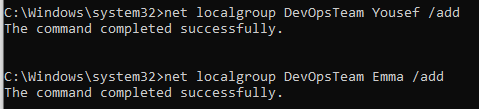 C:\Windows\system32>net localgroup DevOpsTeam Yousef /add
The command completed successfully.
C:\Windows\system32>net localgroup DevOpsTeam Emma /add
The command completed successfully.